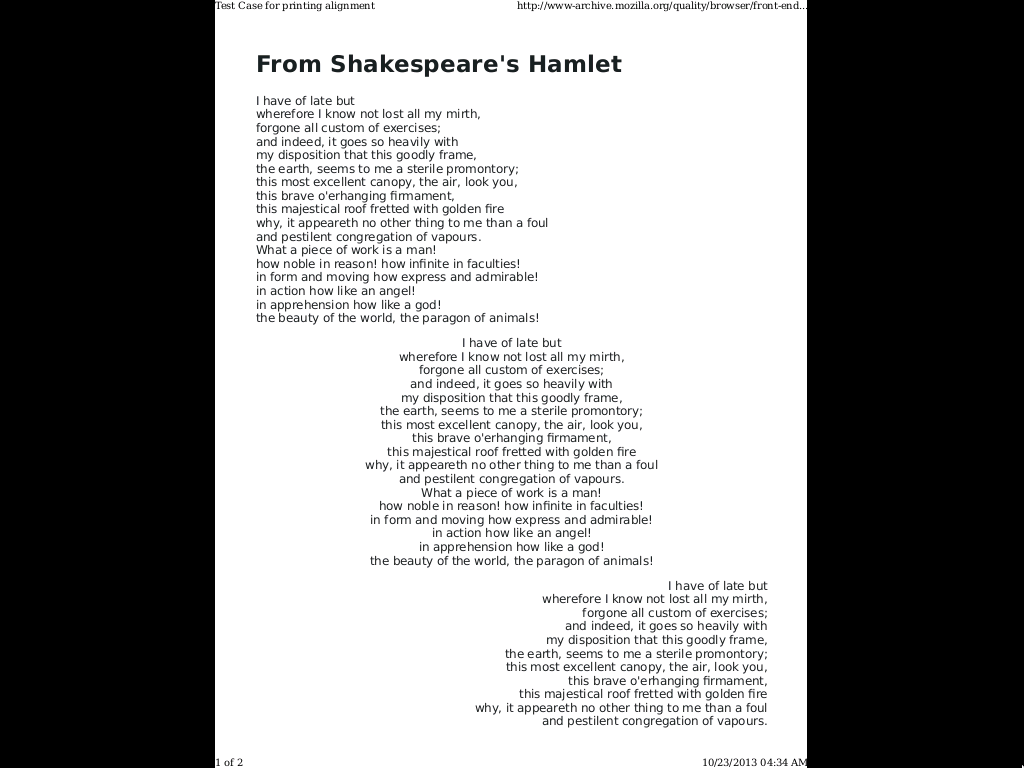 Test Case for printing alignment http://www-archive.mozilla.org/quality/browser/front-end...
From Shakespeare's Hamlet
I have of late but
wherefore I know not lost all my mirth,
forgone all custom of exercises;
and indeed, it goes so heavily with
my disposition that this goodly frame,
the earth, seems to me a sterile promontory;
this most excellent canopy, the air, look you,
this brave o'erhanging firmament,
this majestical roof fretted with golden fire
why, it appeareth no other thing to me than a foul
and pestilent congregation of vapours.
What a piece of work is a man!
how noble in reason! how infinite in faculties!
in form and moving how express and admirable!
in action how like an angel!
in apprehension how like a god!
the beauty of the world, the paragon of animals!
I have of late but
wherefore I know not lost all my mirth,
forgone all custom of exercises;
and indeed, it goes so heavily with
my disposition that this goodly frame,
the earth, seems to me a sterile promontory;
this most excellent canopy, the air, look you,
this brave o'erhanging firmament,
this majestical roof fretted with golden fire
why, it appeareth no other thing to me than a foul
and pestilent congregation of vapours.
What a piece of work is a man!
how noble in reason! how infinite in faculties!
in form and moving how express and admirable!
in action how like an angel!
in apprehension how like a god!
the beauty of the world, the paragon of animals!
I have of late but
wherefore I know not lost all my mirth,
forgone all custom of exercises;
and indeed, it goes so heavily with
my disposition that this goodly frame,
the earth, seems to me a sterile promontory;
this most excellent canopy, the air, look you,
this brave o'erhanging firmament,
this majestical roof fretted with golden fire
why, it appeareth no other thing to me than a foul
and pestilent congregation of vapours.
1 of 2 10/23/2013 04:34 AM